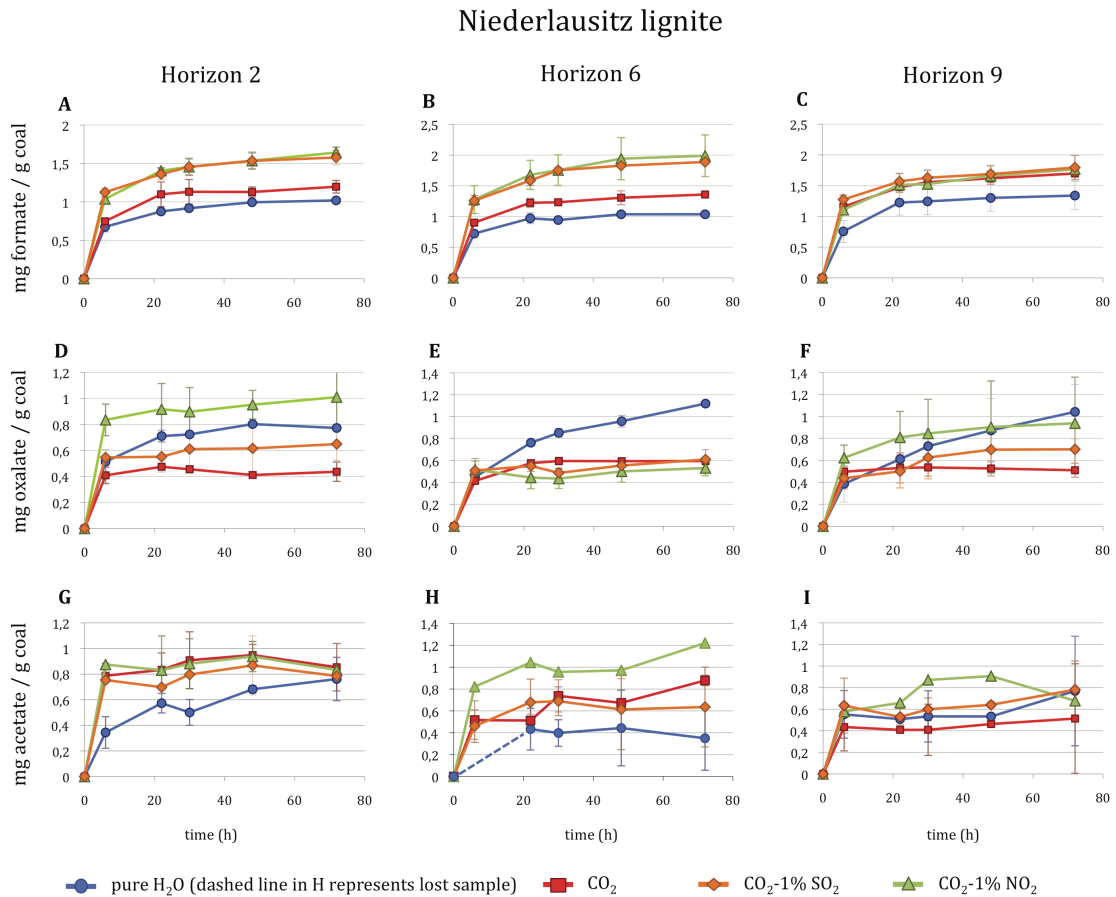 Niederlausitz lignite
Horizon 2
Horizon 6
Horizon 9
A
mg formate / g coal
2
1,5
1
0,5
0
0 20 40 60 80
B
2,5
2
1,5
1
0,5
0
0 20 40 60 80
C
2,5
2
1,5
1
0,5
0
0 20 40 60 80
D
mg oxalate / g coal
1,2
1
0,8
0,6
0,4
0,2
0
0 20 40 60 80
E
1,4
1,2
1
0,8
0,6
0,4
0,2
0
0 20 40 60 80
F
1,4
1,2
1
0,8
0,6
0,4
0,2
0
0 20 40 60 80
G
mg acetate / g coal
1,2
1
0,8
0,6
0,4
0,2
0
0 20 40 60 80
time (h)
H
1,4
1,2
1
0,8
0,6
0,4
0,2
0
0 20 40 60 80
time (h)
I
1,4
1,2
1
0,8
0,6
0,4
0,2
0
0 20 40 60 80
time (h)
pure H₂O (dashed line in H represents lost sample) CO₂ CO₂-1% SO₂ CO₂-1% NO₂